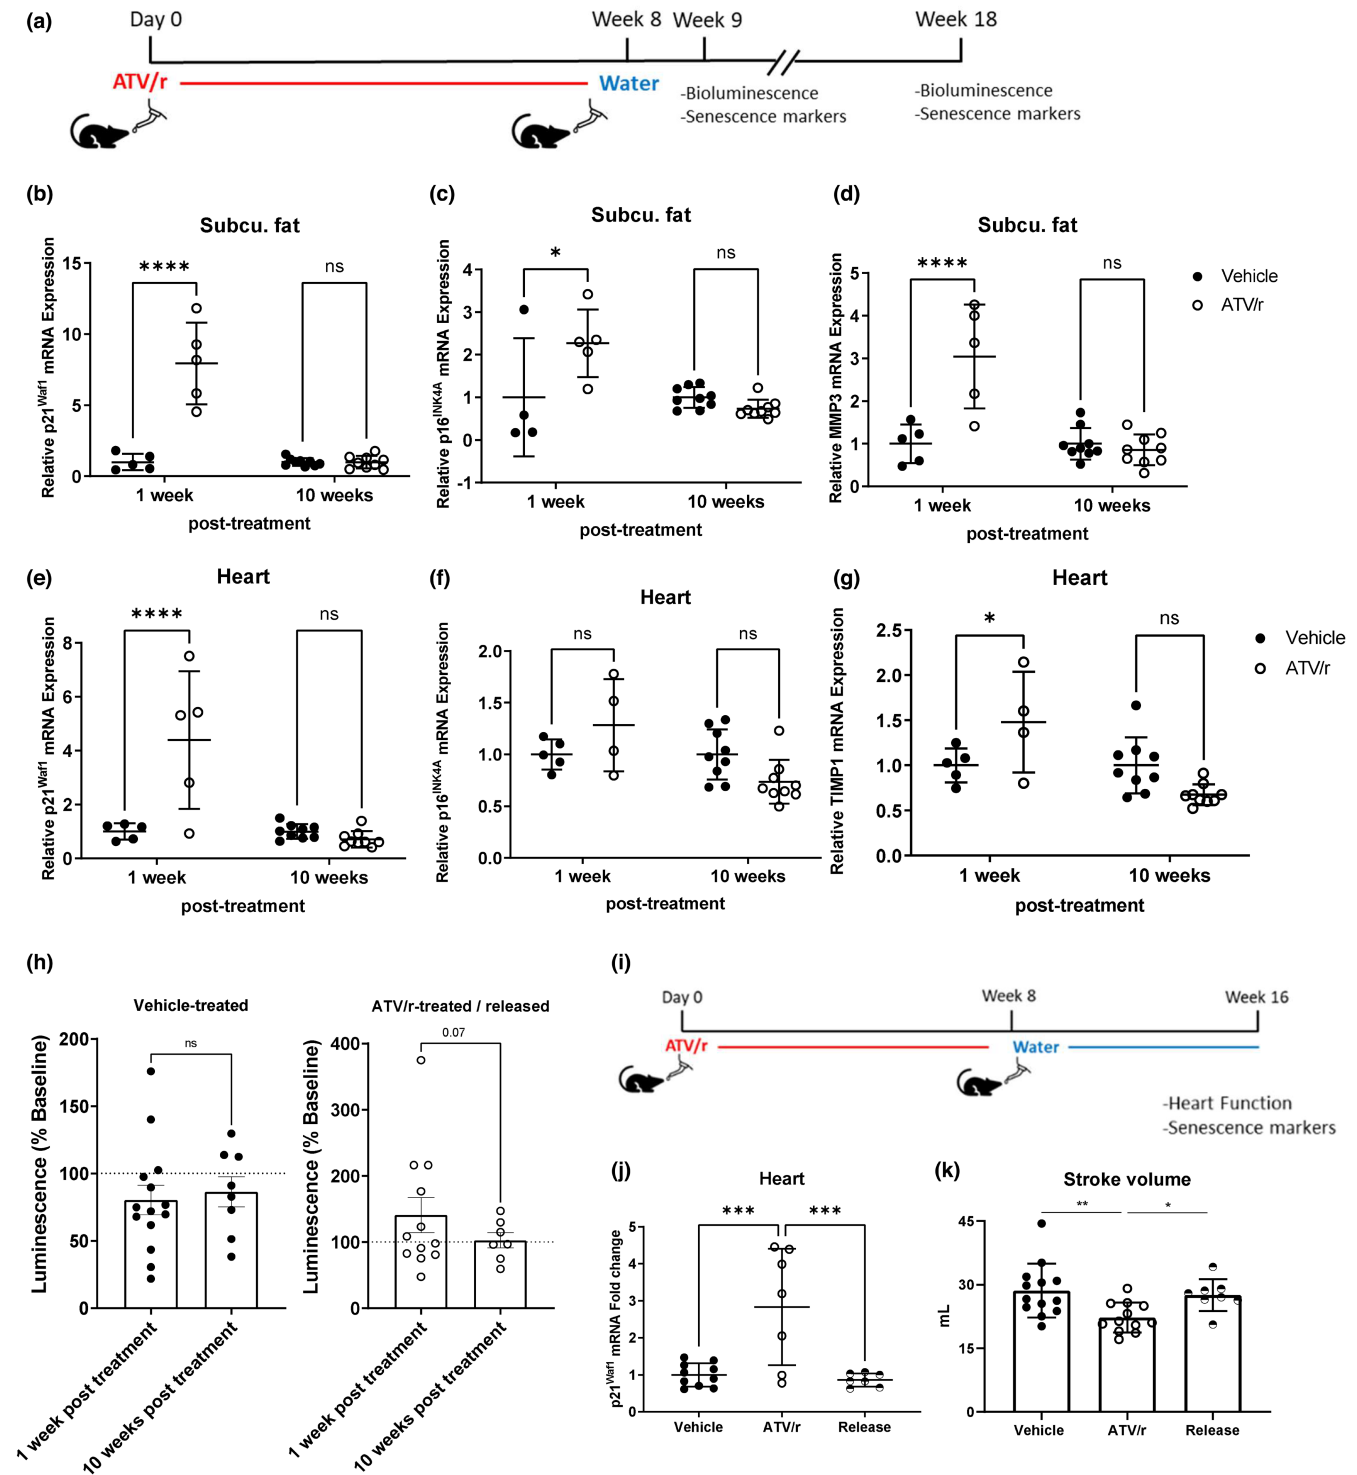 (a)
Day 0
Week 8
Week 9
Week 18
ATV/r
Water
-Bioluminescence
-Senescence markers
-Bioluminescence
-Senescence markers
(b)
Subcu. fat
Relative p21Waf1 mRNA Expression
15
10
5
0
****
ns
1 week
10 weeks
post-treatment
(c)
Subcu. fat
Relative p16INK4A mRNA Expression
4
3
2
1
0
-1
*
ns
1 week
10 weeks
post-treatment
(d)
Subcu. fat
Relative MMP3 mRNA Expression
5
4
3
2
1
0
****
ns
1 week
10 weeks
post-treatment
Vehicle
ATV/r
(e)
Heart
Relative p21Waf1 mRNA Expression
8
6
4
2
0
****
ns
1 week
10 weeks
post-treatment
(f)
Heart
Relative p16INK4A mRNA Expression
2.0
1.5
1.0
0.5
0.0
ns
ns
1 week
10 weeks
post-treatment
(g)
Heart
Relative TIMP1 mRNA Expression
2.5
2.0
1.5
1.0
0.5
0.0
*
ns
1 week
10 weeks
post-treatment
Vehicle
ATV/r
(h)
Vehicle-treated
Luminescence (% Baseline)
200
150
100
50
0
ns
1 week post treatment
10 weeks post treatment
ATV/r-treated / released
Luminescence (% Baseline)
400
300
200
100
0
0.07
1 week post treatment
10 weeks post treatment
(i)
Day 0
Week 8
Week 16
ATV/r
Water
-Heart Function
-Senescence markers
(j)
Heart
p21Waf1 mRNA Fold change
5
4
3
2
1
0
***
***
Vehicle
ATV/r
Release
(k)
Stroke volume
mL
45
30
15
0
**
*
Vehicle
ATV/r
Release